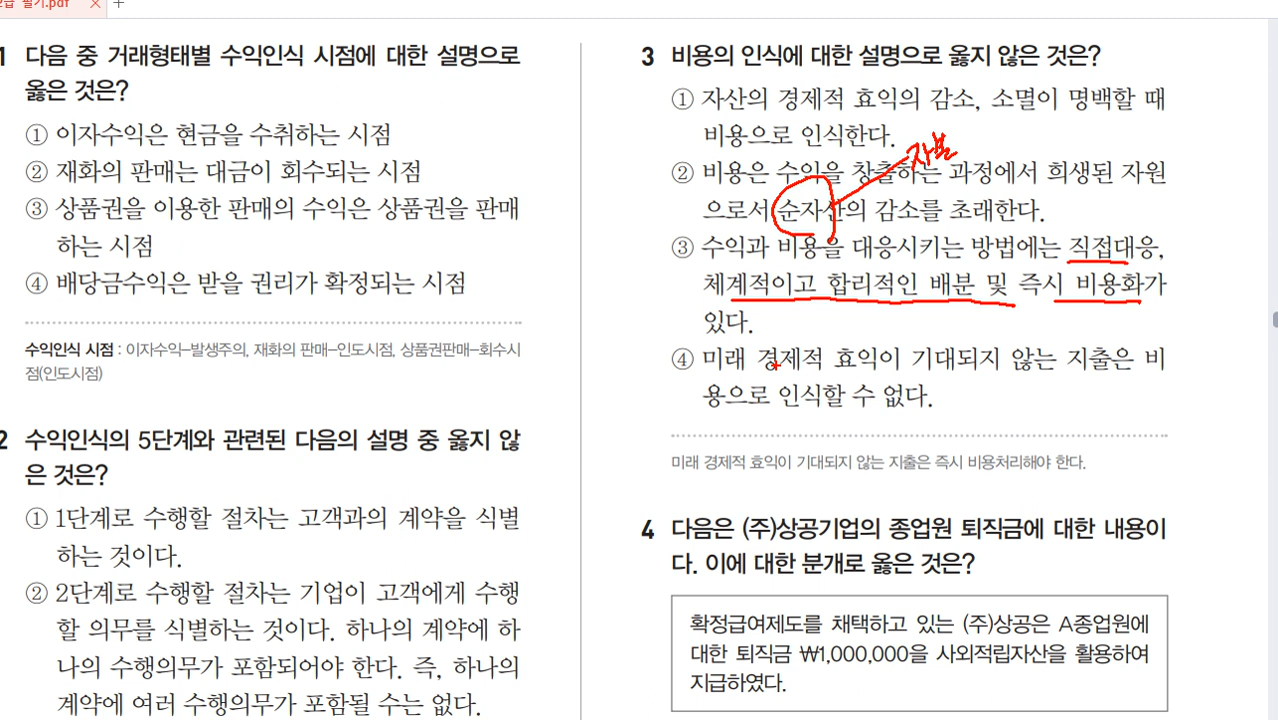 급 필기.pdf
1 다음 중 거래형태별 수익인식 시점에 대한 설명으로
옳은 것은?
① 이자수익은 현금을 수취하는 시점
② 재화의 판매는 대금이 회수되는 시점
③ 상품권을 이용한 판매의 수익은 상품권을 판매
하는 시점
④ 배당금수익은 받을 권리가 확정되는 시점
수익인식 시점 : 이자수익–발생주의, 재화의 판매–인도시점, 상품권판매–회수시
점(인도시점)
2 수익인식의 5단계와 관련된 다음의 설명 중 옳지 않
은 것은?
① 1단계로 수행할 절차는 고객과의 계약을 식별
하는 것이다.
② 2단계로 수행할 절차는 기업이 고객에게 수행
할 의무를 식별하는 것이다. 하나의 계약에 하
나의 수행의무가 포함되어야 한다. 즉, 하나의
계약에 여러 수행의무가 포함될 수는 없다.
3 비용의 인식에 대한 설명으로 옳지 않은 것은?
① 자산의 경제적 효익의 감소, 소멸이 명백할 때
비용으로 인식한다.
자본
② 비용은 수익을 창출하는 과정에서 희생된 자원
으로서 순자산의 감소를 초래한다.
③ 수익과 비용을 대응시키는 방법에는 직접대응,
체계적이고 합리적인 배분 및 즉시 비용화가
있다.
④ 미래 경제적 효익이 기대되지 않는 지출은 비
용으로 인식할 수 없다.
미래 경제적 효익이 기대되지 않는 지출은 즉시 비용처리해야 한다.
4 다음은 (주)상공기업의 종업원 퇴직금에 대한 내용이
다. 이에 대한 분개로 옳은 것은?
확정급여제도를 채택하고 있는 (주)상공은 A종업원에
대한 퇴직금 ₩1,000,000을 사외적립자산을 활용하여
지급하였다.